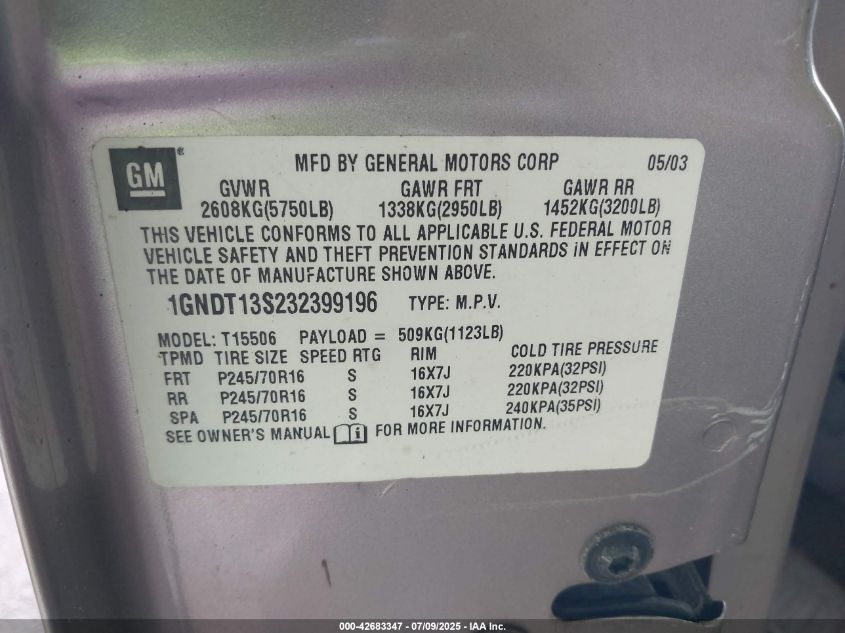 GM®
MFD BY GENERAL MOTORS CORP 05/03
GVWR GAWR FRT GAWR RR
2608KG(5750LB) 1338KG(2950LB) 1452KG(3200LB)
THIS VEHICLE CONFORMS TO ALL APPLICABLE U.S. FEDERAL MOTOR
VEHICLE SAFETY AND THEFT PREVENTION STANDARDS IN EFFECT ON
THE DATE OF MANUFACTURE SHOWN ABOVE.
1GNDT13S232399196 TYPE: M.P.V.
MODEL: T15506 PAYLOAD = 509KG(1123LB)
TPMD TIRE SIZE SPEED RTG RIM COLD TIRE PRESSURE
FRT P245/70R16 S 16X7J 220KPA(32PSI)
RR P245/70R16 S 16X7J 220KPA(32PSI)
SPA P245/70R16 S 16X7J 240KPA(35PSI)
SEE OWNER'S MANUAL FOR MORE INFORMATION.
000-42683347 - 07/09/2025 - IAA Inc.